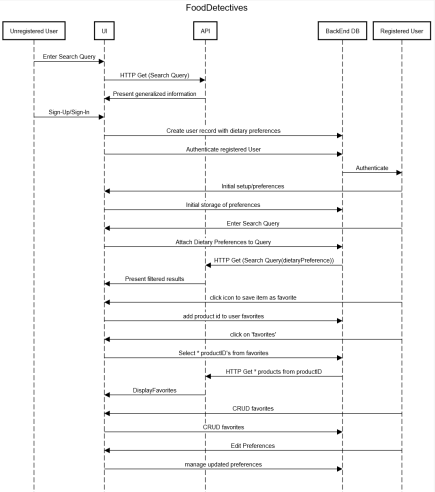 FoodDetectives
Unregistered User
UI
API
BackEnd DB
Registered User
Enter Search Query
HTTP Get (Search Query)
Present generalized information
Sign-Up/Sign-In
Create user record with dietary preferences
Authenticate registered User
Authenticate
Initial setup/preferences
Initial storage of preferences
Enter Search Query
Attach Dietary Preferences to Query
HTTP Get (Search Query(dietaryPreference))
Present filtered results
click icon to save item as favorite
add product id to user favorites
click on 'favorites'
Select * productID's from favorites
HTTP Get * products from productID
DisplayFavorites
CRUD favorites
CRUD favorites
Edit Preferences
manage updated preferences